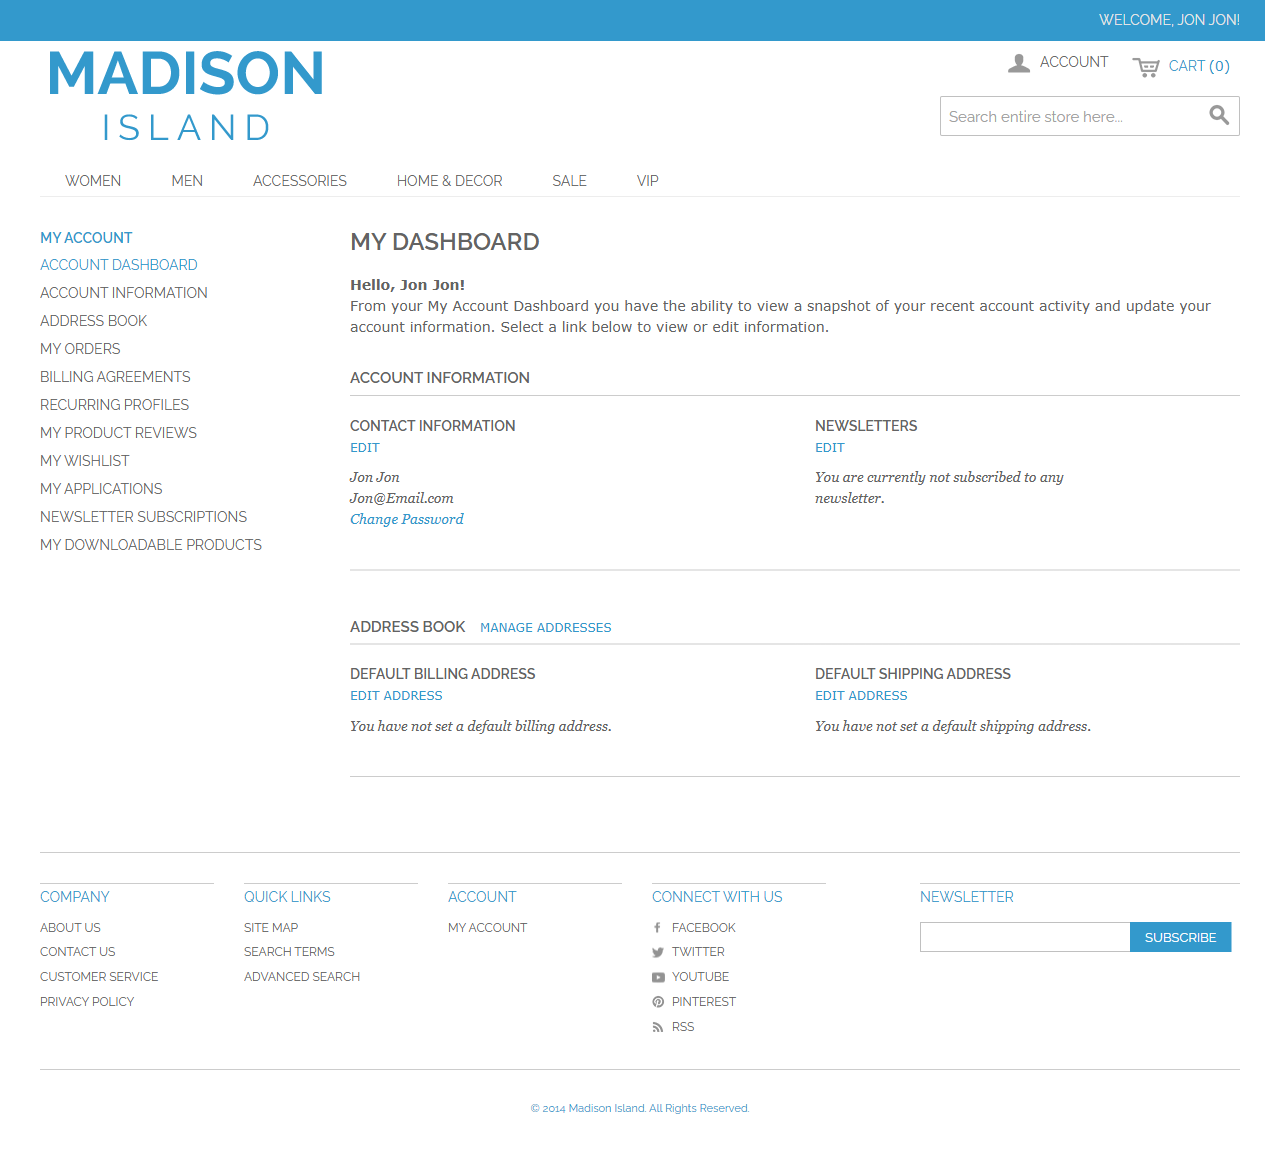 WELCOME, JON JON!
MADISON
ISLAND
ACCOUNT
CART (0)
Search entire store here...
WOMEN MEN ACCESSORIES HOME & DECOR SALE VIP
MY ACCOUNT
ACCOUNT DASHBOARD
ACCOUNT INFORMATION
ADDRESS BOOK
MY ORDERS
BILLING AGREEMENTS
RECURRING PROFILES
MY PRODUCT REVIEWS
MY WISHLIST
MY APPLICATIONS
NEWSLETTER SUBSCRIPTIONS
MY DOWNLOADABLE PRODUCTS
MY DASHBOARD
Hello, Jon Jon!
From your My Account Dashboard you have the ability to view a snapshot of your recent account activity and update your
account information. Select a link below to view or edit information.
ACCOUNT INFORMATION
CONTACT INFORMATION
EDIT
Jon Jon
Jon@Email.com
Change Password
NEWSLETTERS
EDIT
You are currently not subscribed to any
newsletter.
ADDRESS BOOK MANAGE ADDRESSES
DEFAULT BILLING ADDRESS
EDIT ADDRESS
You have not set a default billing address.
DEFAULT SHIPPING ADDRESS
EDIT ADDRESS
You have not set a default shipping address.
COMPANY
ABOUT US
CONTACT US
CUSTOMER SERVICE
PRIVACY POLICY
QUICK LINKS
SITE MAP
SEARCH TERMS
ADVANCED SEARCH
ACCOUNT
MY ACCOUNT
CONNECT WITH US
FACEBOOK
TWITTER
YOUTUBE
PINTEREST
RSS
NEWSLETTER
SUBSCRIBE
© 2014 Madison Island. All Rights Reserved.